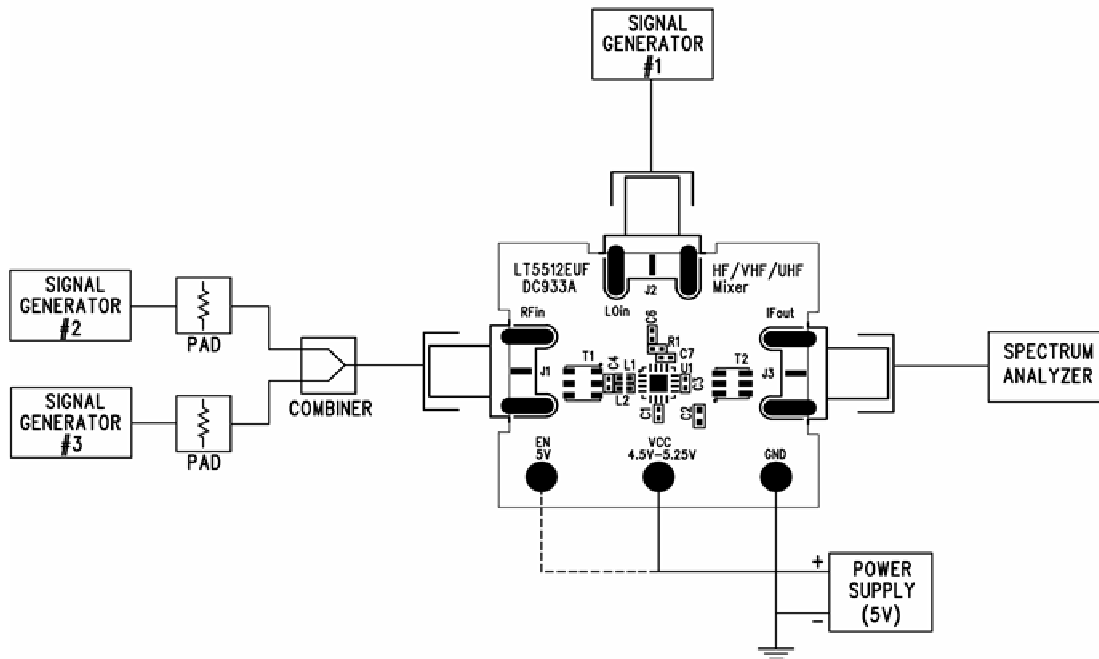 SIGNAL
GENERATOR
#1
LT5512EUF
DC933A
HF/VHF/UHF
Mixer
J2
LOin
SIGNAL
GENERATOR
#2
PAD
RFin
IFout
C6
R1
C7
T1
C4
L1
U1
T2
J1
J3
L2
C3
C1
C2
COMBINER
SPECTRUM
ANALYZER
SIGNAL
GENERATOR
#3
PAD
EN
5V
VCC
4.5V-5.25V
GND
+
POWER
SUPPLY
(5V)
-